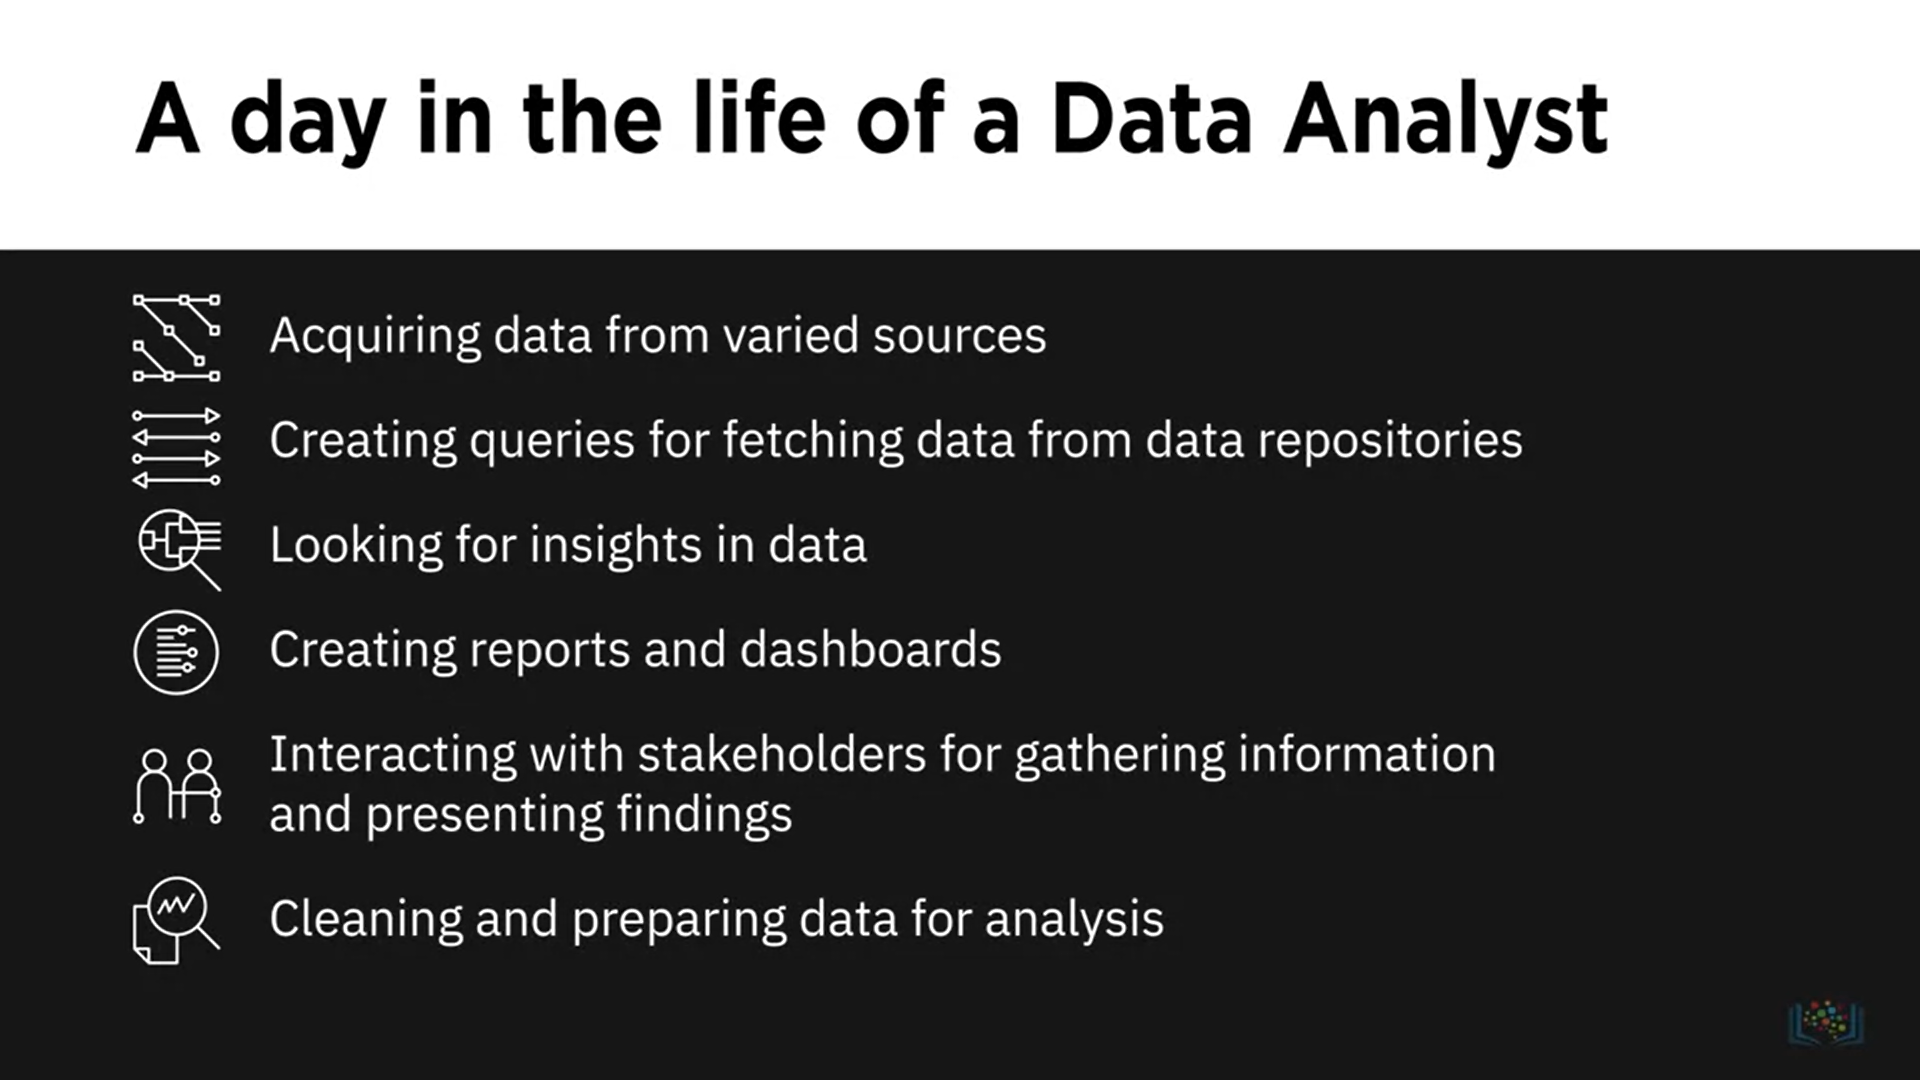 A day in the life of a Data Analyst
Acquiring data from varied sources
Creating queries for fetching data from data repositories
Looking for insights in data
Creating reports and dashboards
Interacting with stakeholders for gathering information
and presenting findings
Cleaning and preparing data for analysis